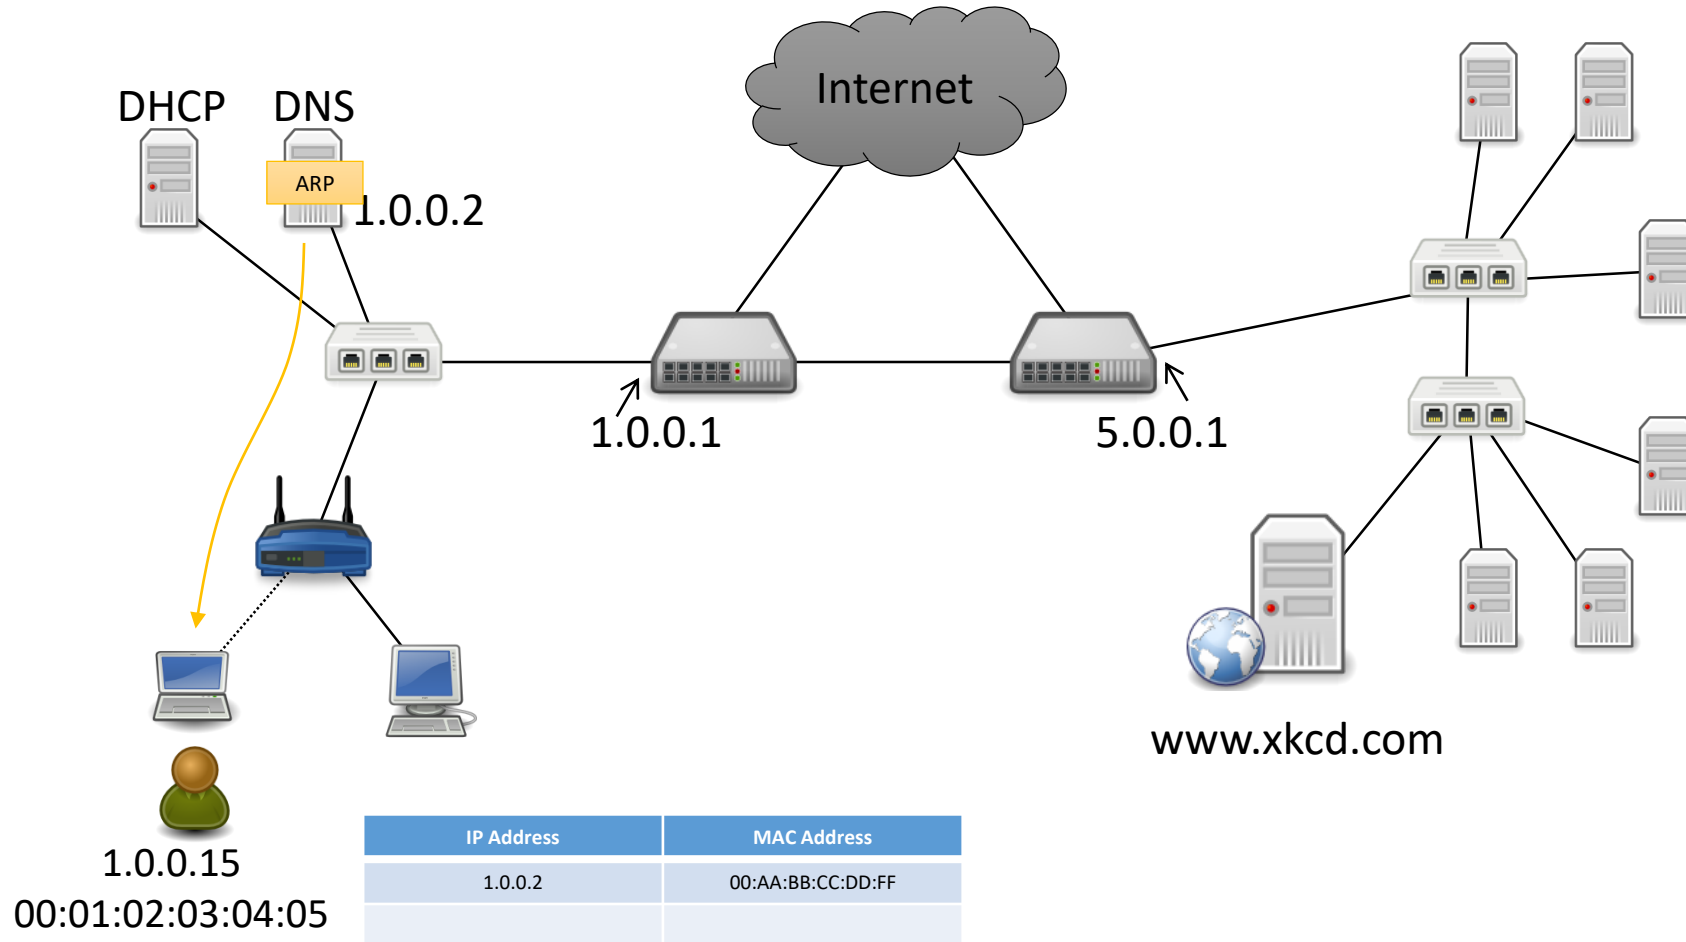 Internet
DHCP
DNS
ARP
1.0.0.2
1.0.0.1
5.0.0.1
www.xkcd.com
1.0.0.15
00:01:02:03:04:05
IP Address MAC Address
1.0.0.2 00:AA:BB:CC:DD:FF